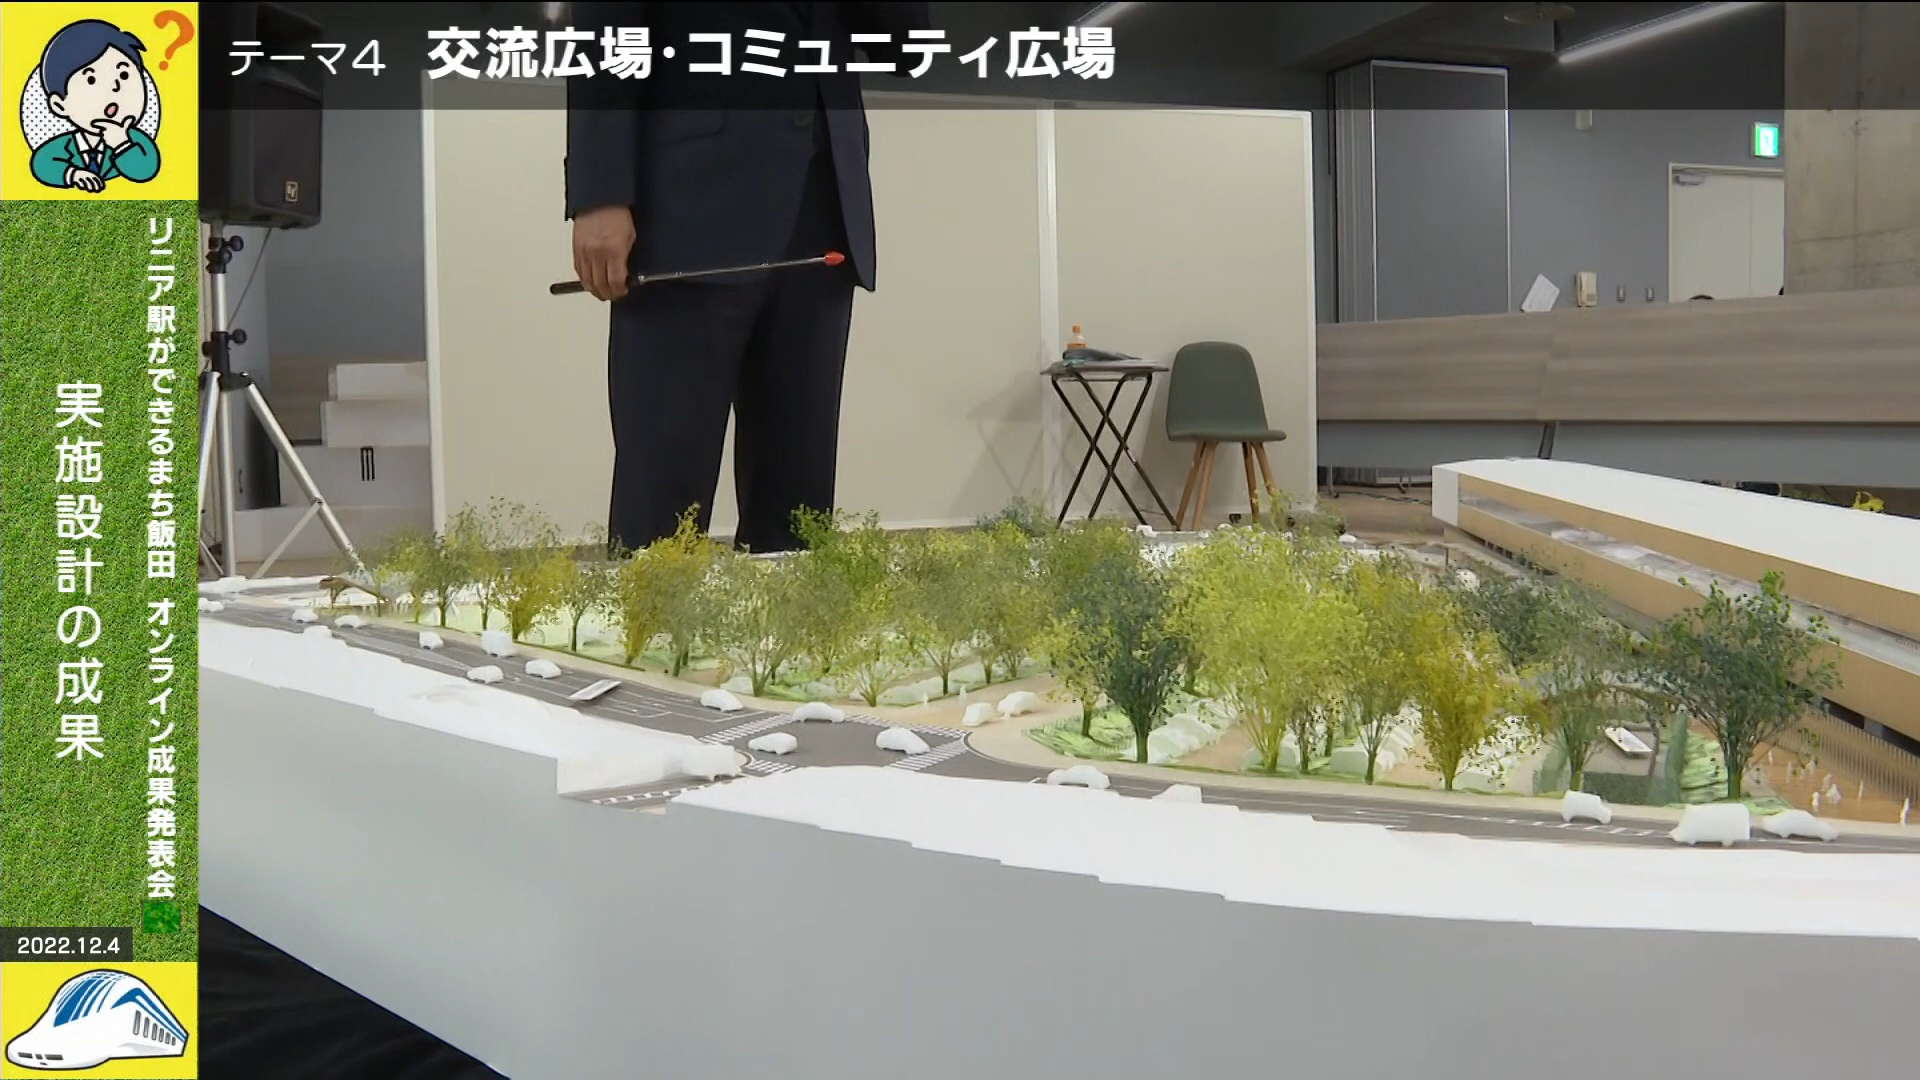 テーマ4 交流広場・コミュニティ広場
リニア駅ができるまち飯田 オンライン成果発表会
実施設計の成果
2022.12.4